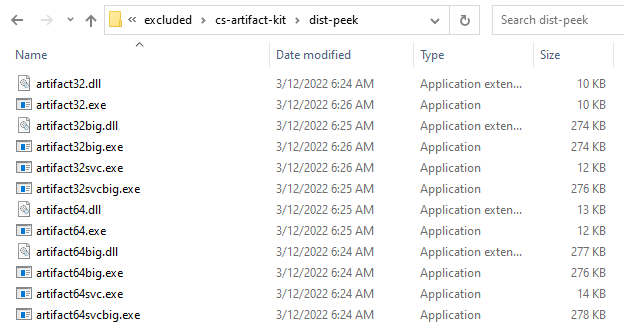 « excluded > cs-artifact-kit > dist-peek Search dist-peek
Name Date modified Type Size
artifact32.dll 3/12/2022 6:24 AM Application exten... 10 KB
artifact32.exe 3/12/2022 6:26 AM Application 10 KB
artifact32big.dll 3/12/2022 6:25 AM Application exten... 274 KB
artifact32big.exe 3/12/2022 6:26 AM Application 274 KB
artifact32svc.exe 3/12/2022 6:26 AM Application 12 KB
artifact32svcbig.exe 3/12/2022 6:25 AM Application 276 KB
artifact64.dll 3/12/2022 6:25 AM Application exten... 13 KB
artifact64.exe 3/12/2022 6:25 AM Application 12 KB
artifact64big.dll 3/12/2022 6:24 AM Application exten... 277 KB
artifact64big.exe 3/12/2022 6:24 AM Application 276 KB
artifact64svc.exe 3/12/2022 6:24 AM Application 14 KB
artifact64svcbig.exe 3/12/2022 6:24 AM Application 278 KB